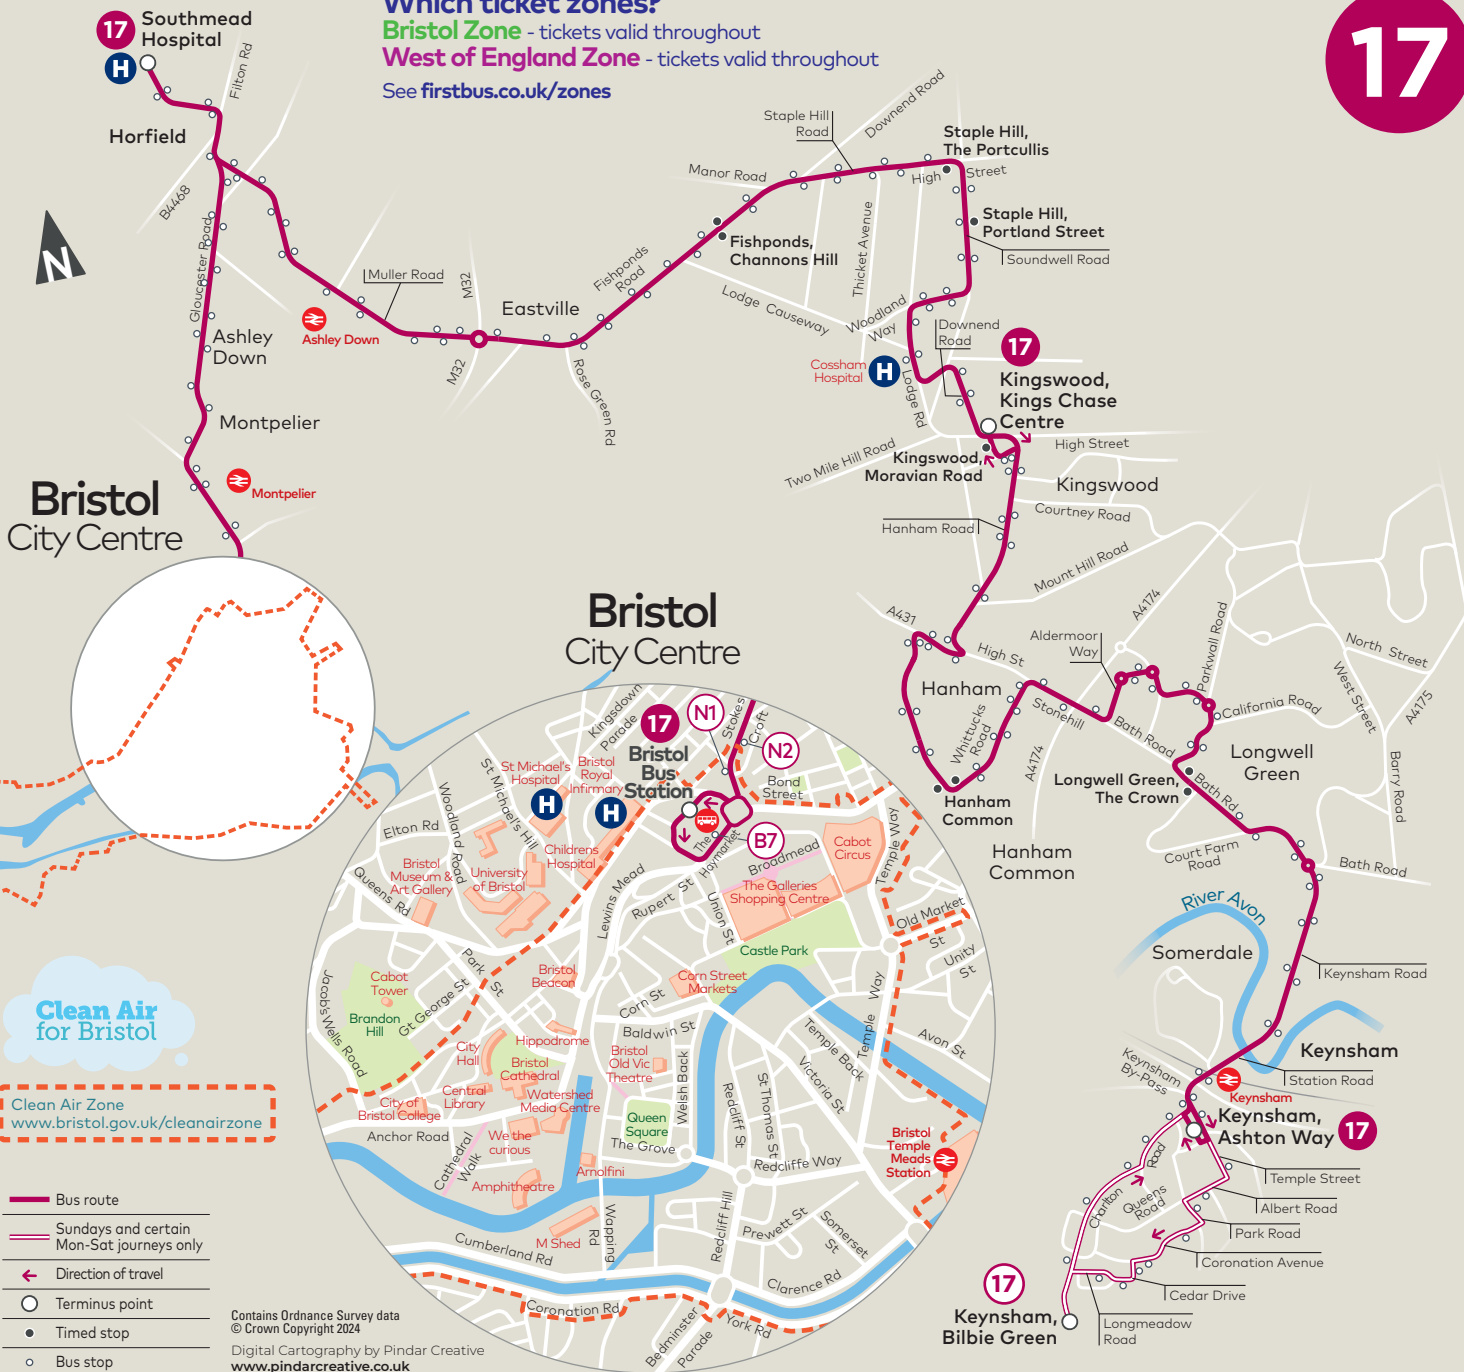 Which ticket zones?
Bristol Zone - tickets valid throughout
West of England Zone - tickets valid throughout
See firstbus.co.uk/zones
17
17
Southmead
Hospital
H
Filton Rd
Horfield
B4468
N
Gloucester Road
Ashley
Down
Ashley Down
Muller Road
M32
M32
Eastville
Rose Green Rd
Fishponds
Road
Manor Road
Fishponds,
Channons Hill
Lodge Causeway
Staple Hill
Road
Downend Road
Thicket Avenue
Woodland
Way
Staple Hill,
The Portcullis
High Street
Staple Hill,
Portland Street
Soundwell Road
Downend
Road
Cossham
Hospital
H
Lodge Rd
17
Kingswood,
Kings Chase
Centre
High Street
Two Mile Hill Road
Kingswood,
Moravian Road
Kingswood
Courtney Road
Hanham Road
Mount Hill Road
Montpelier
Montpelier
Bristol
City Centre
A431
High St
Hanham
Aldermoor
Way
A4174
Parkwall Road
North Street
West Street
A4175
Barry Road
California Road
Stonehill
Whittucks
Road
A4174
Bath Road
Longwell
Green
Longwell Green,
The Crown
Bath Rd
Hanham
Common
Hanham
Common
Court Farm
Road
Bath Road
River Avon
Somerdale
Keynsham Road
Keynsham
Keynsham
By-Pass
Station Road
Keynsham
Keynsham,
Ashton Way
17
Temple Street
Albert Road
Park Road
Coronation Avenue
Cedar Drive
Longmeadow
Road
Charlton Road
Queens
Road
17
Keynsham,
Bilbie Green
Bristol
City Centre
Kingsdown
Parade
17
N1
Stokes Croft
N2
Bristol
Bus
Station
Bond
Street
St Michael's
Hospital
H
Bristol
Royal
Infirmary
H
St Michael's Hill
Woodland Road
Elton Rd
Childrens
Hospital
The Haymarket
B7
Broadmead
Cabot
Circus
Temple Way
Bristol
Museum &
Art Gallery
University
of Bristol
Queens Rd
Lewins Mead
Rupert St
Union St
The Galleries
Shopping Centre
Old Market
St
Unity
St
Castle Park
Park St
Bristol
Beacon
Corn Street
Markets
Corn St
Jacob's Wells Road
Cabot
Tower
Brandon
Hill
Gt George St
Baldwin St
Temple Way
Temple Back
Avon St
City
Hall
Hippodrome
Bristol
Cathedral
Bristol
Old Vic
Theatre
Welsh Back
Victoria St
St Thomas St
Redcliff St
Central
Library
Watershed
Media Centre
City of
Bristol College
Anchor Road
Queen
Square
The Grove
Cathedral
Walk
We the
curious
Amphitheatre
Arnolfini
Redcliffe Way
Bristol
Temple
Meads
Station
M Shed
Wapping
Rd
Redcliff Hill
Prewett St
Somerset
St
Cumberland Rd
Clarence Rd
Coronation Rd
York Rd
Bedminster
Parade
Clean Air
for Bristol
Clean Air Zone
www.bristol.gov.uk/cleanairzone
Bus route
Sundays and certain
Mon-Sat journeys only
Direction of travel
Terminus point
Timed stop
Bus stop
Contains Ordnance Survey data
© Crown Copyright 2024
Digital Cartography by Pindar Creative
www.pindarcreative.co.uk